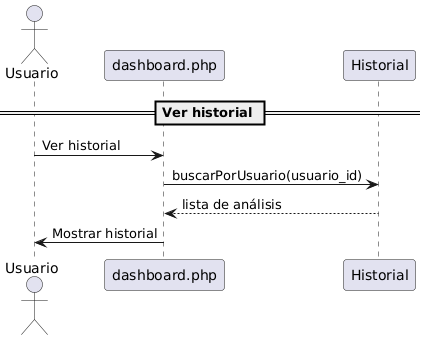 Usuario
dashboard.php
Historial
Ver historial
Ver historial
buscarPorUsuario(usuario_id)
lista de análisis
Mostrar historial
Usuario
dashboard.php
Historial